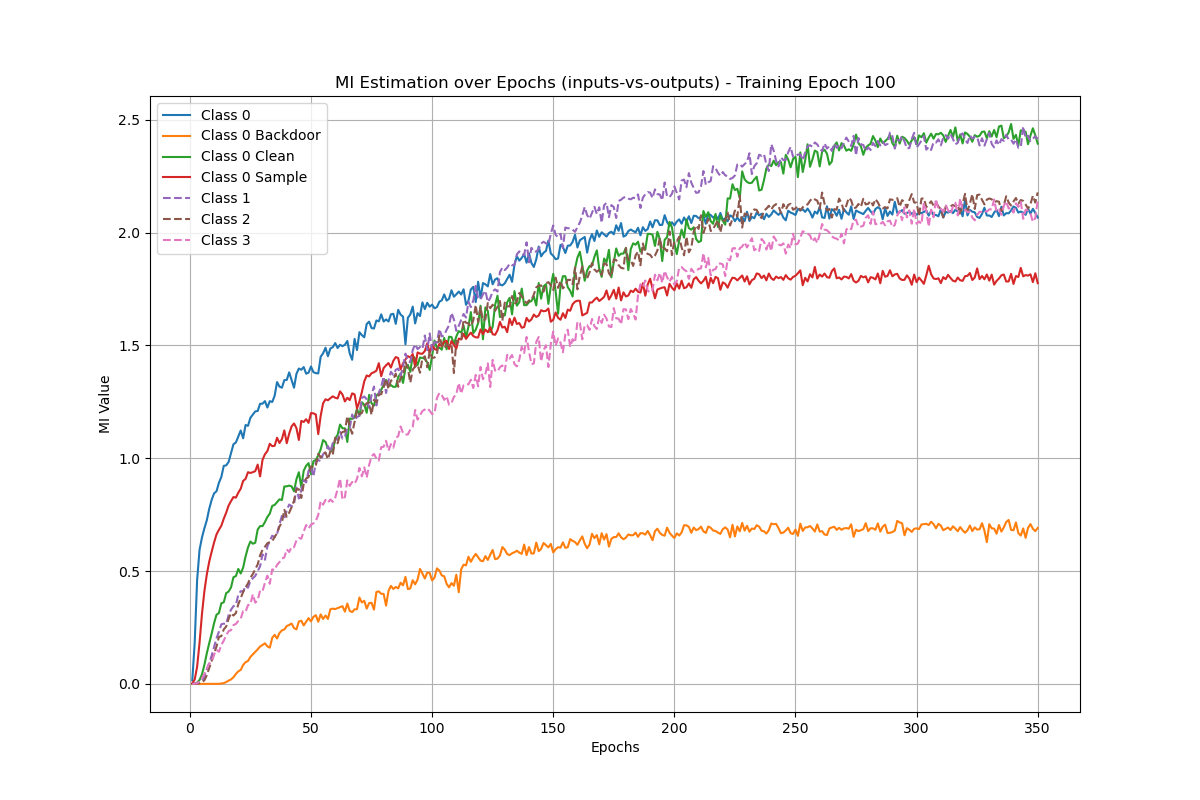 MI Estimation over Epochs (inputs-vs-outputs) - Training Epoch 100
Class 0
Class 0 Backdoor
Class 0 Clean
Class 0 Sample
Class 1
Class 2
Class 3
MI Value
2.5
2.0
1.5
1.0
0.5
0.0
0 50 100 150 200 250 300 350
Epochs